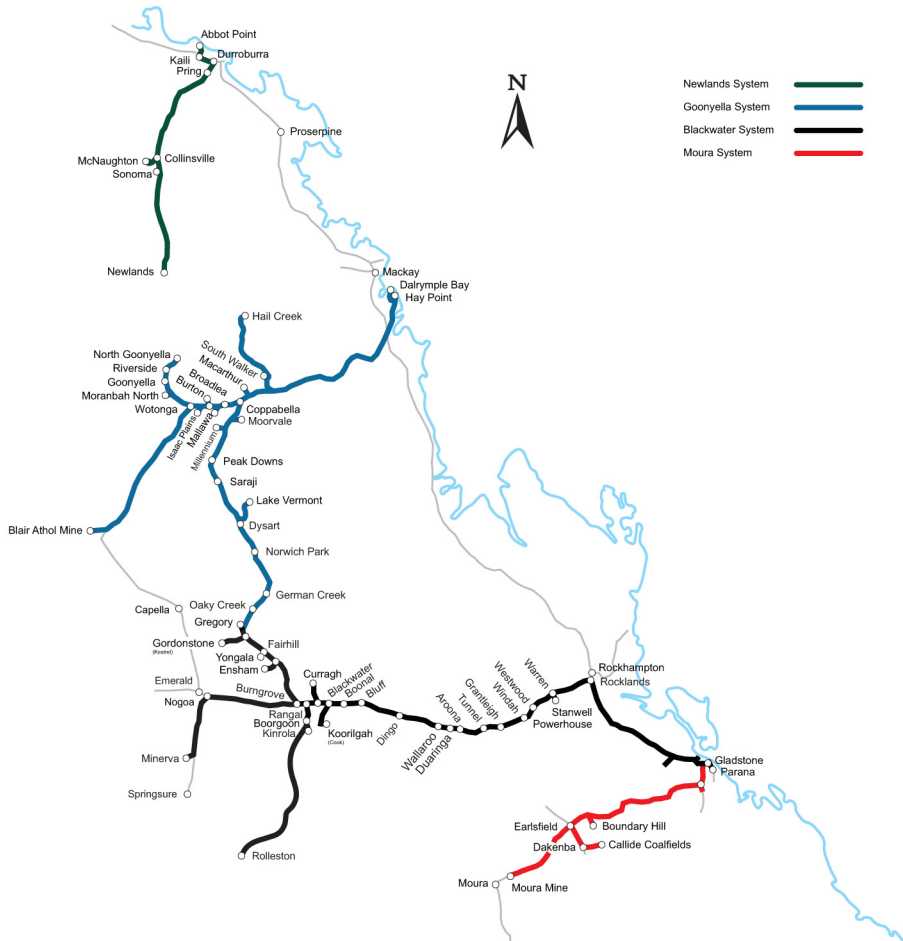 Abbot Point
Kaili
Durroburra
Pring
N
Newlands System
Goonyella System
Blackwater System
Moura System
Proserpine
McNaughton
Collinsville
Sonoma
Newlands
Mackay
Dalrymple Bay
Hay Point
Hail Creek
North Goonyella
Riverside
Goonyella
Moranbah North
Wotonga
South Walker
Macarthur
Broadlea
Burton
Coppabella
Moorvale
Isaac Plains
Mallawa
Millennium
Peak Downs
Saraji
Lake Vermont
Dysart
Blair Athol Mine
Norwich Park
German Creek
Oaky Creek
Capella
Gregory
Gordonstone
(Kestrel)
Fairhill
Yongala
Ensham
Emerald
Nogoa
Burngrove
Curragh
Blackwater
Boonal
Bluff
Rangal
Boorgoon
Kinrola
Koorilgah
(Cook)
Dingo
Wallaroo
Duaringa
Aroona
Tunnel
Grantleigh
Windah
Westwood
Warren
Stanwell
Powerhouse
Rockhampton
Rocklands
Minerva
Springsure
Rolleston
Gladstone
Parana
Earlsfield
Boundary Hill
Dakenba
Callide Coalfields
Moura
Moura Mine